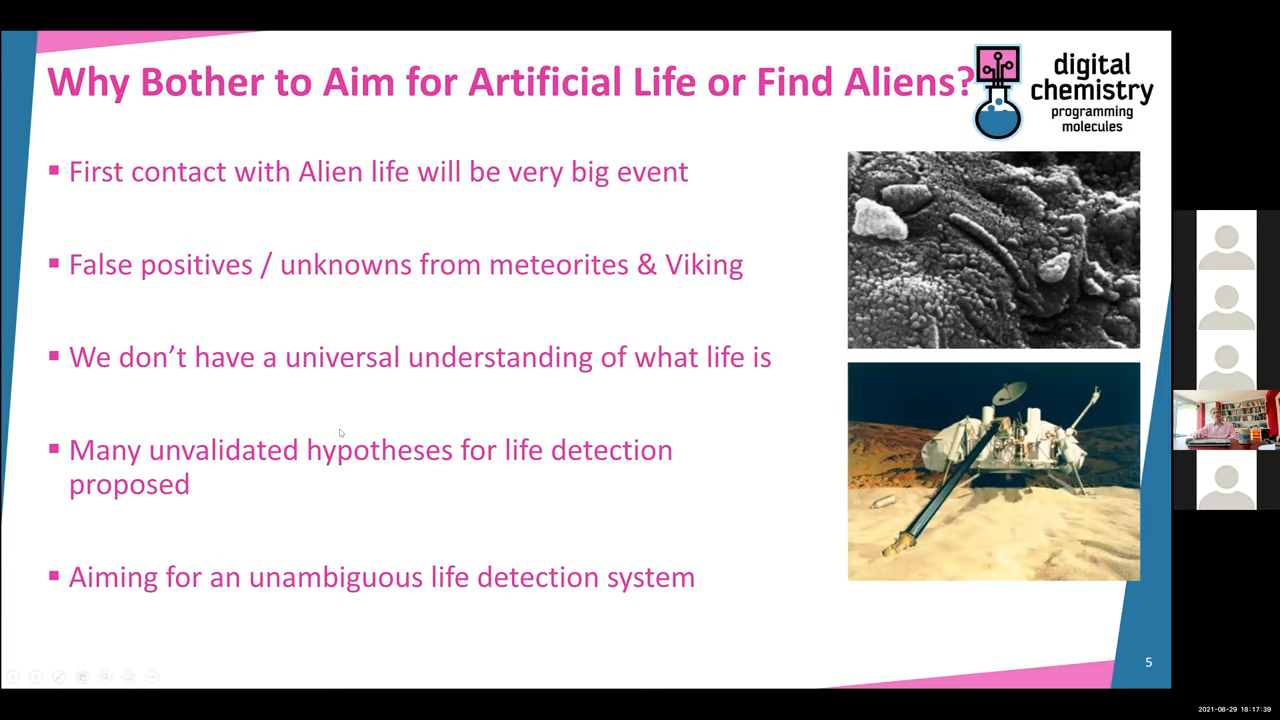 Why Bother to Aim for Artificial Life or Find Aliens?
digital
chemistry
programming
molecules
▪ First contact with Alien life will be very big event
▪ False positives / unknowns from meteorites & Viking
▪ We don’t have a universal understanding of what life is
▪ Many unvalidated hypotheses for life detection
proposed
▪ Aiming for an unambiguous life detection system
5
2021-08-29 18:17:39